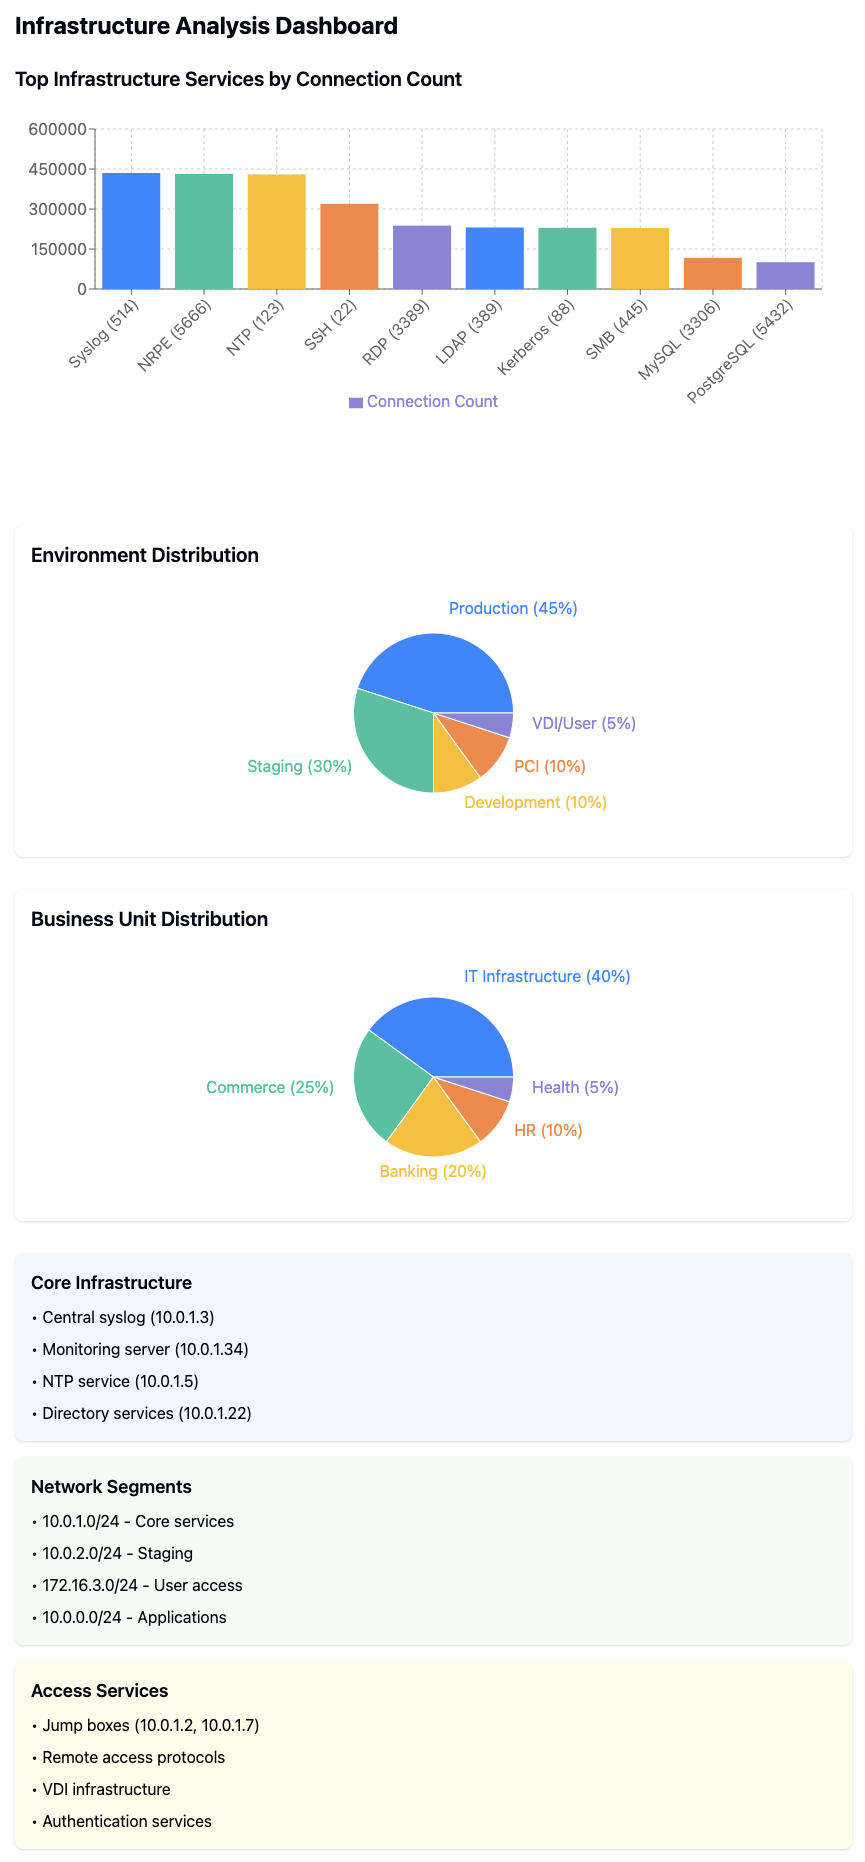 Infrastructure Analysis Dashboard
Top Infrastructure Services by Connection Count
600000
450000
300000
150000
0
Syslog (514)
NRPE (5666)
NTP (123)
SSH (22)
RDP (3389)
LDAP (389)
Kerberos (88)
SMB (445)
MySQL (3306)
PostgreSQL (5432)
Connection Count
Environment Distribution
Production (45%)
VDI/User (5%)
Staging (30%)
PCI (10%)
Development (10%)
Business Unit Distribution
IT Infrastructure (40%)
Commerce (25%)
Health (5%)
HR (10%)
Banking (20%)
Core Infrastructure
• Central syslog (10.0.1.3)
• Monitoring server (10.0.1.34)
• NTP service (10.0.1.5)
• Directory services (10.0.1.22)
Network Segments
• 10.0.1.0/24 - Core services
• 10.0.2.0/24 - Staging
• 172.16.3.0/24 - User access
• 10.0.0.0/24 - Applications
Access Services
• Jump boxes (10.0.1.2, 10.0.1.7)
• Remote access protocols
• VDI infrastructure
• Authentication services